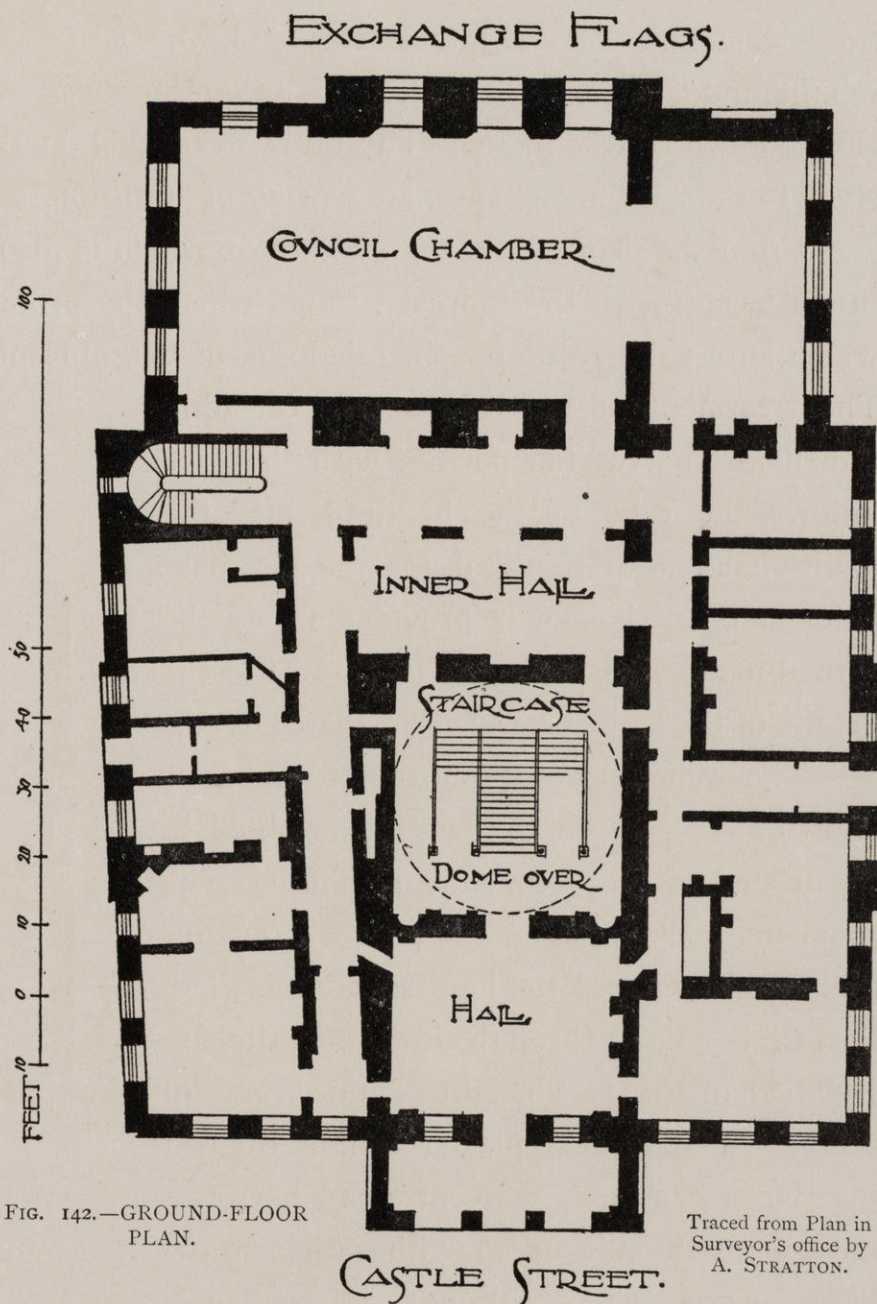 EXCHANGE FLAGS.
COVNCIL CHAMBER.
100
INNER HALL
50
STAIRCASE
40
30
20
DOME OVER
10
0
HALL
10
FEET
FIG. 142.—GROUND-FLOOR
PLAN.
Traced from Plan in
Surveyor's office by
A. STRATTON.
CASTLE STREET.